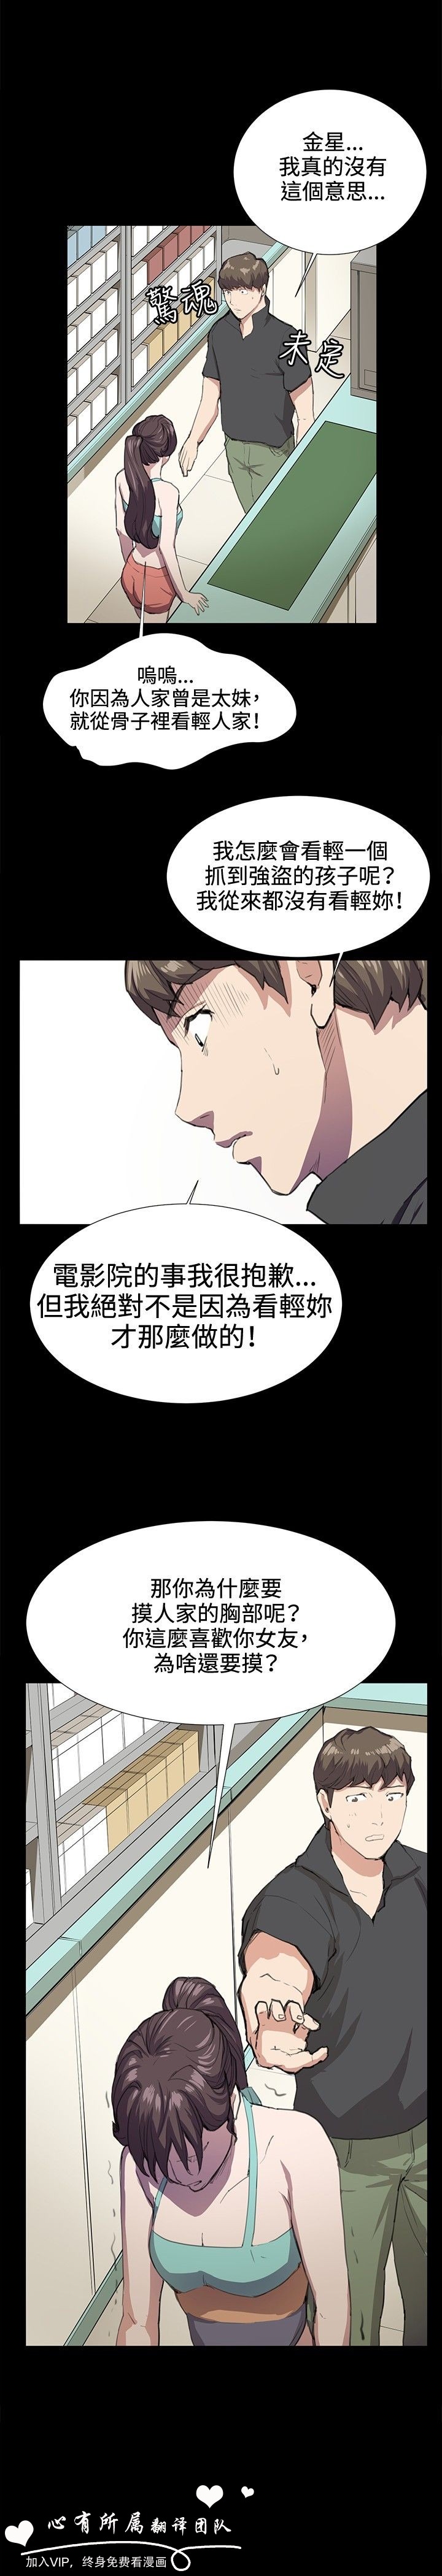 金星...
我真的沒有
這個意思...
驚魂
未定
嗚嗚...
你因為人家曾是太妹，
就從骨子裡看輕人家！
我怎麼會看輕一個
抓到強盜的孩子呢？
我從來都沒有看輕妳！
電影院的事我很抱歉...
但我絕對不是因為看輕妳
才那麼做的！
那你為什麼要
摸人家的胸部呢？
你這麼喜歡你女友，
為啥還要摸？
心有所属翻译团队
加入VIP，终身免费看漫画